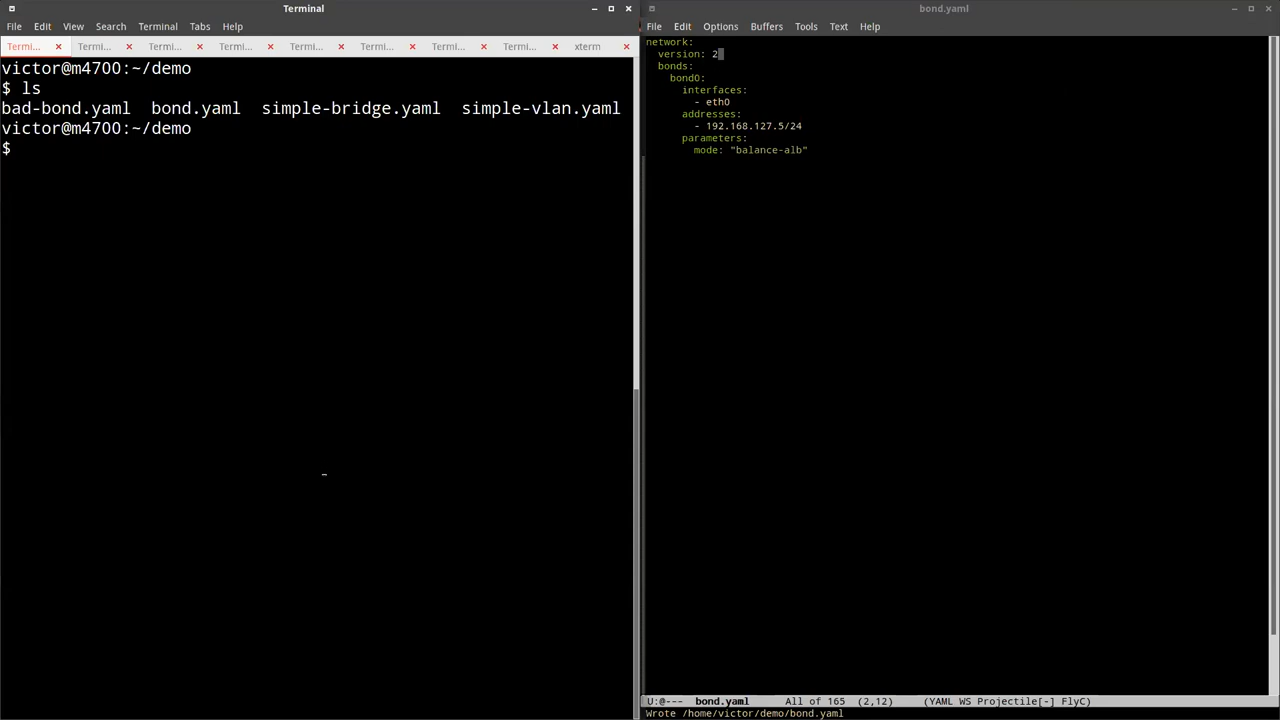 Terminal
File Edit View Search Terminal Tabs Help
Termi... Termi... Termi... Termi... Termi... Termi... Termi... Termi... xterm
victor@m4700:~/demo
$ ls
bad-bond.yaml bond.yaml simple-bridge.yaml simple-vlan.yaml
victor@m4700:~/demo
$
bond.yaml
File Edit Options Buffers Tools Text Help
network:
version: 2
bonds:
bond0:
interfaces:
- eth0
addresses:
- 192.168.127.5/24
parameters:
mode: "balance-alb"
U:@--- bond.yaml All of 165 (2,12) (YAML WS Projectile[-] FlyC)
Wrote /home/victor/demo/bond.yaml